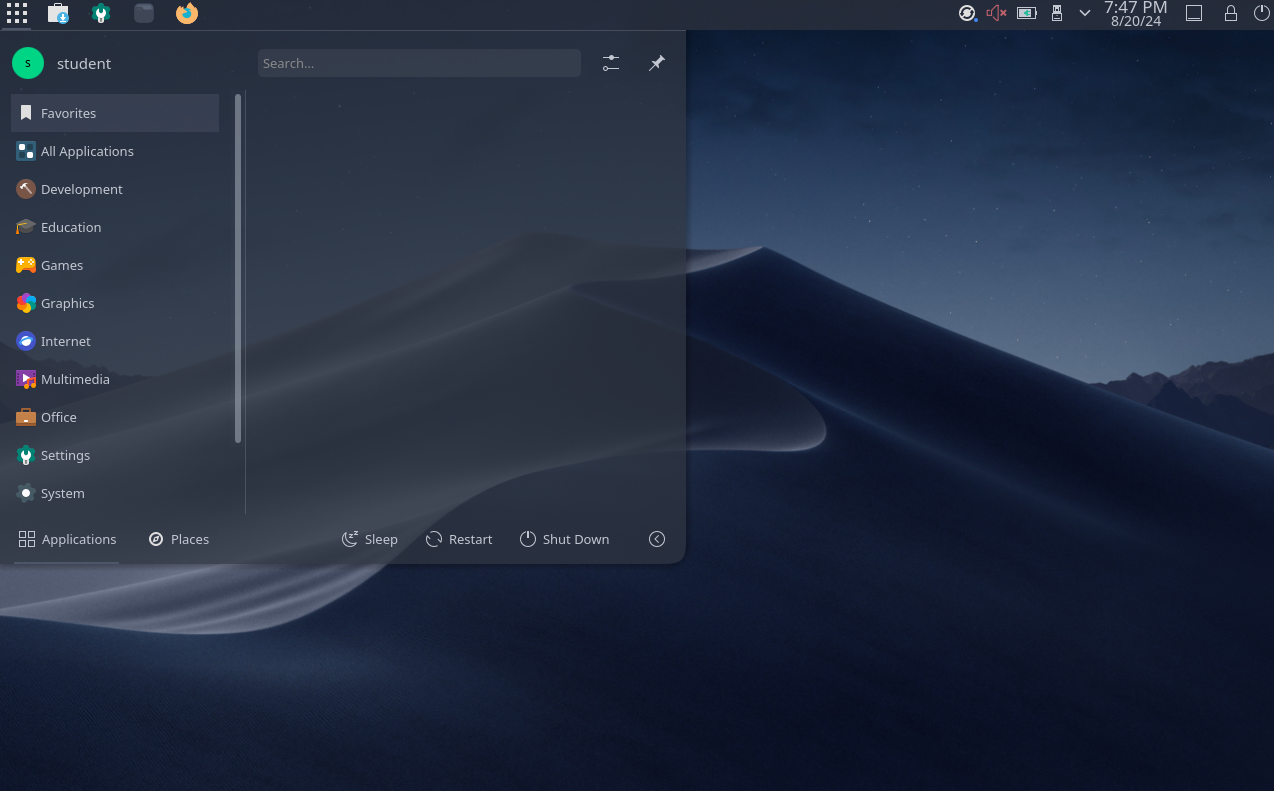 7:47 PM
8/20/24
s
student
Search...
Favorites
All Applications
Development
Education
Games
Graphics
Internet
Multimedia
Office
Settings
System
Applications
Places
Sleep
Restart
Shut Down